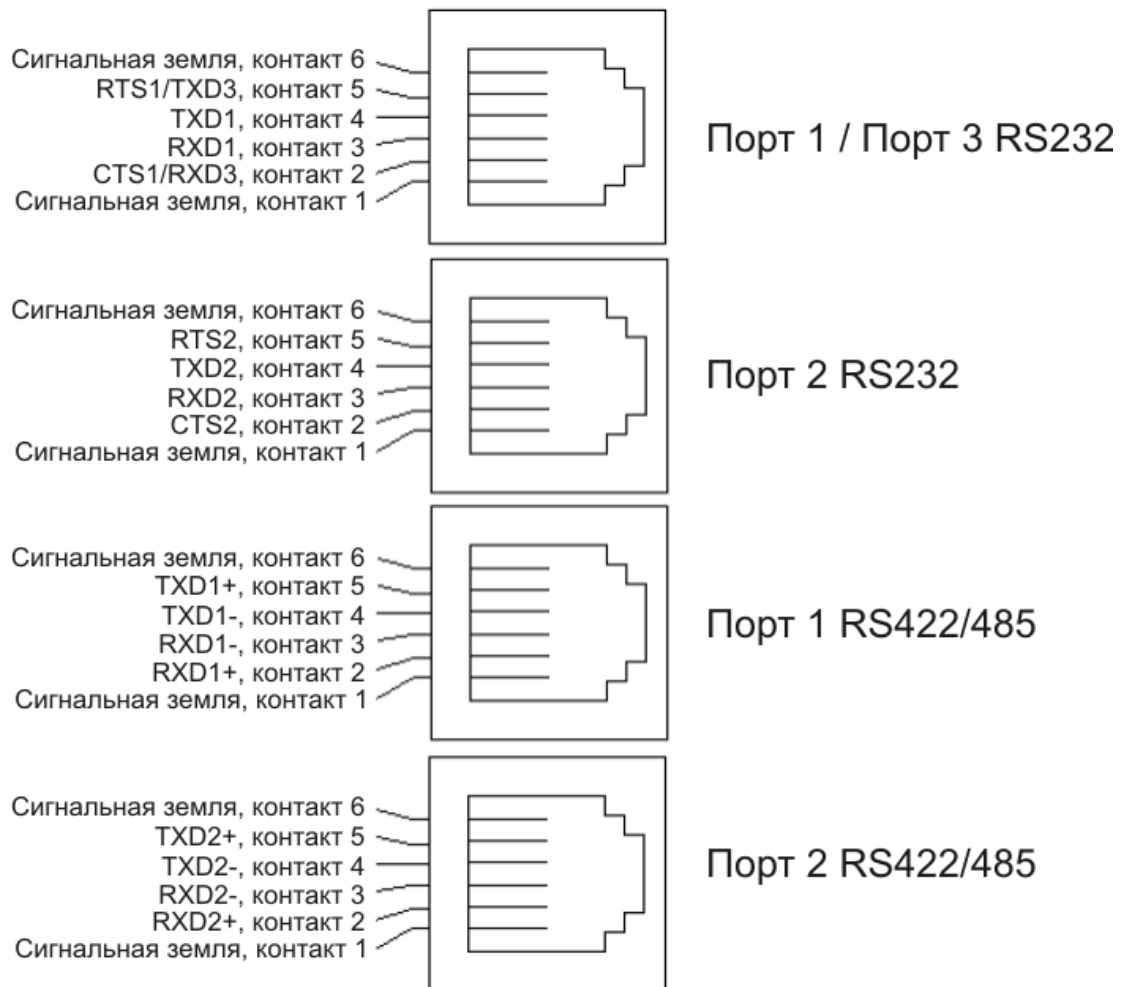 Сигнальная земля, контакт 6
RTS1/TXD3, контакт 5
TXD1, контакт 4
RXD1, контакт 3
CTS1/RXD3, контакт 2
Сигнальная земля, контакт 1
Порт 1 / Порт 3 RS232
Сигнальная земля, контакт 6
RTS2, контакт 5
TXD2, контакт 4
RXD2, контакт 3
CTS2, контакт 2
Сигнальная земля, контакт 1
Порт 2 RS232
Сигнальная земля, контакт 6
TXD1+, контакт 5
TXD1-, контакт 4
RXD1-, контакт 3
RXD1+, контакт 2
Сигнальная земля, контакт 1
Порт 1 RS422/485
Сигнальная земля, контакт 6
TXD2+, контакт 5
TXD2-, контакт 4
RXD2-, контакт 3
RXD2+, контакт 2
Сигнальная земля, контакт 1
Порт 2 RS422/485